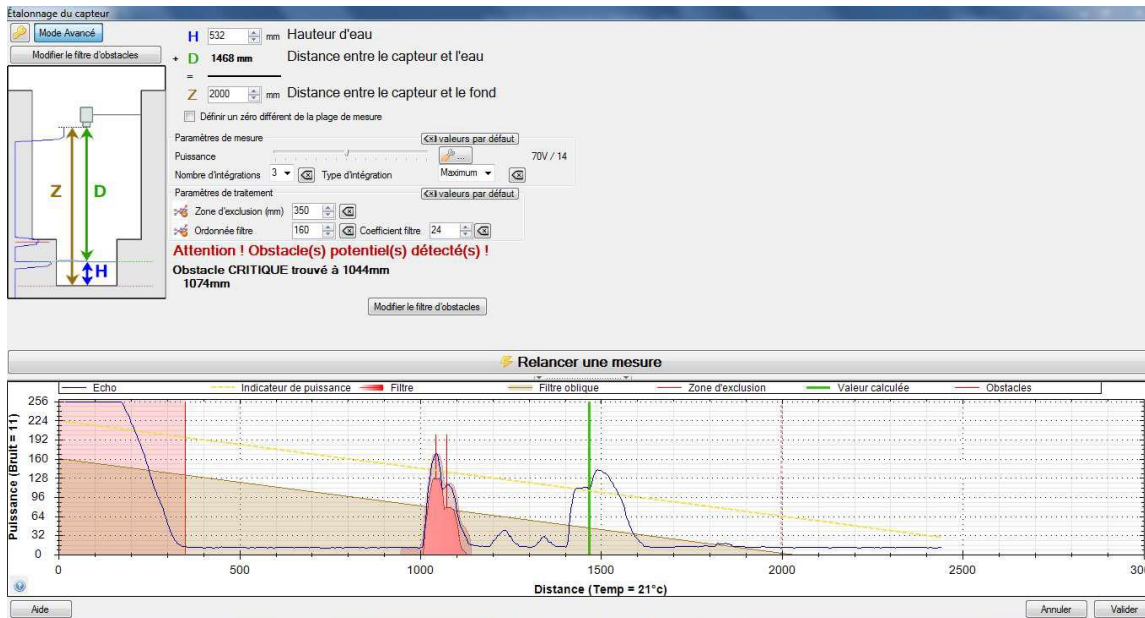 Étalonnage du capteur
Mode Avancé
Modifier le filtre d'obstacles
Z
D
H
H 532 mm Hauteur d'eau
+ D 1468 mm Distance entre le capteur et l'eau
=
Z 2000 mm Distance entre le capteur et le fond
Définir un zéro différent de la plage de mesure
Paramètres de mesure valeurs par défaut
Puissance ... 70V / 14
Nombre d'intégrations 3 Type d'intégration Maximum
Paramètres de traitement valeurs par défaut
Zone d'exclusion (mm) 350
Ordonnée filtre 160 Coefficient filtre 24
Attention ! Obstacle(s) potentiel(s) détecté(s) !
Obstacle CRITIQUE trouvé à 1044mm
1074mm
Modifier le filtre d'obstacles
Relancer une mesure
Echo Indicateur de puissance Filtre Filtre oblique Zone d'exclusion Valeur calculée Obstacles
Puissance (Bruit = 11)
256
224
192
160
128
96
64
32
0
0 500 1000 1500 2000 2500 300
Distance (Temp = 21°c)
Aide Annuler Valider